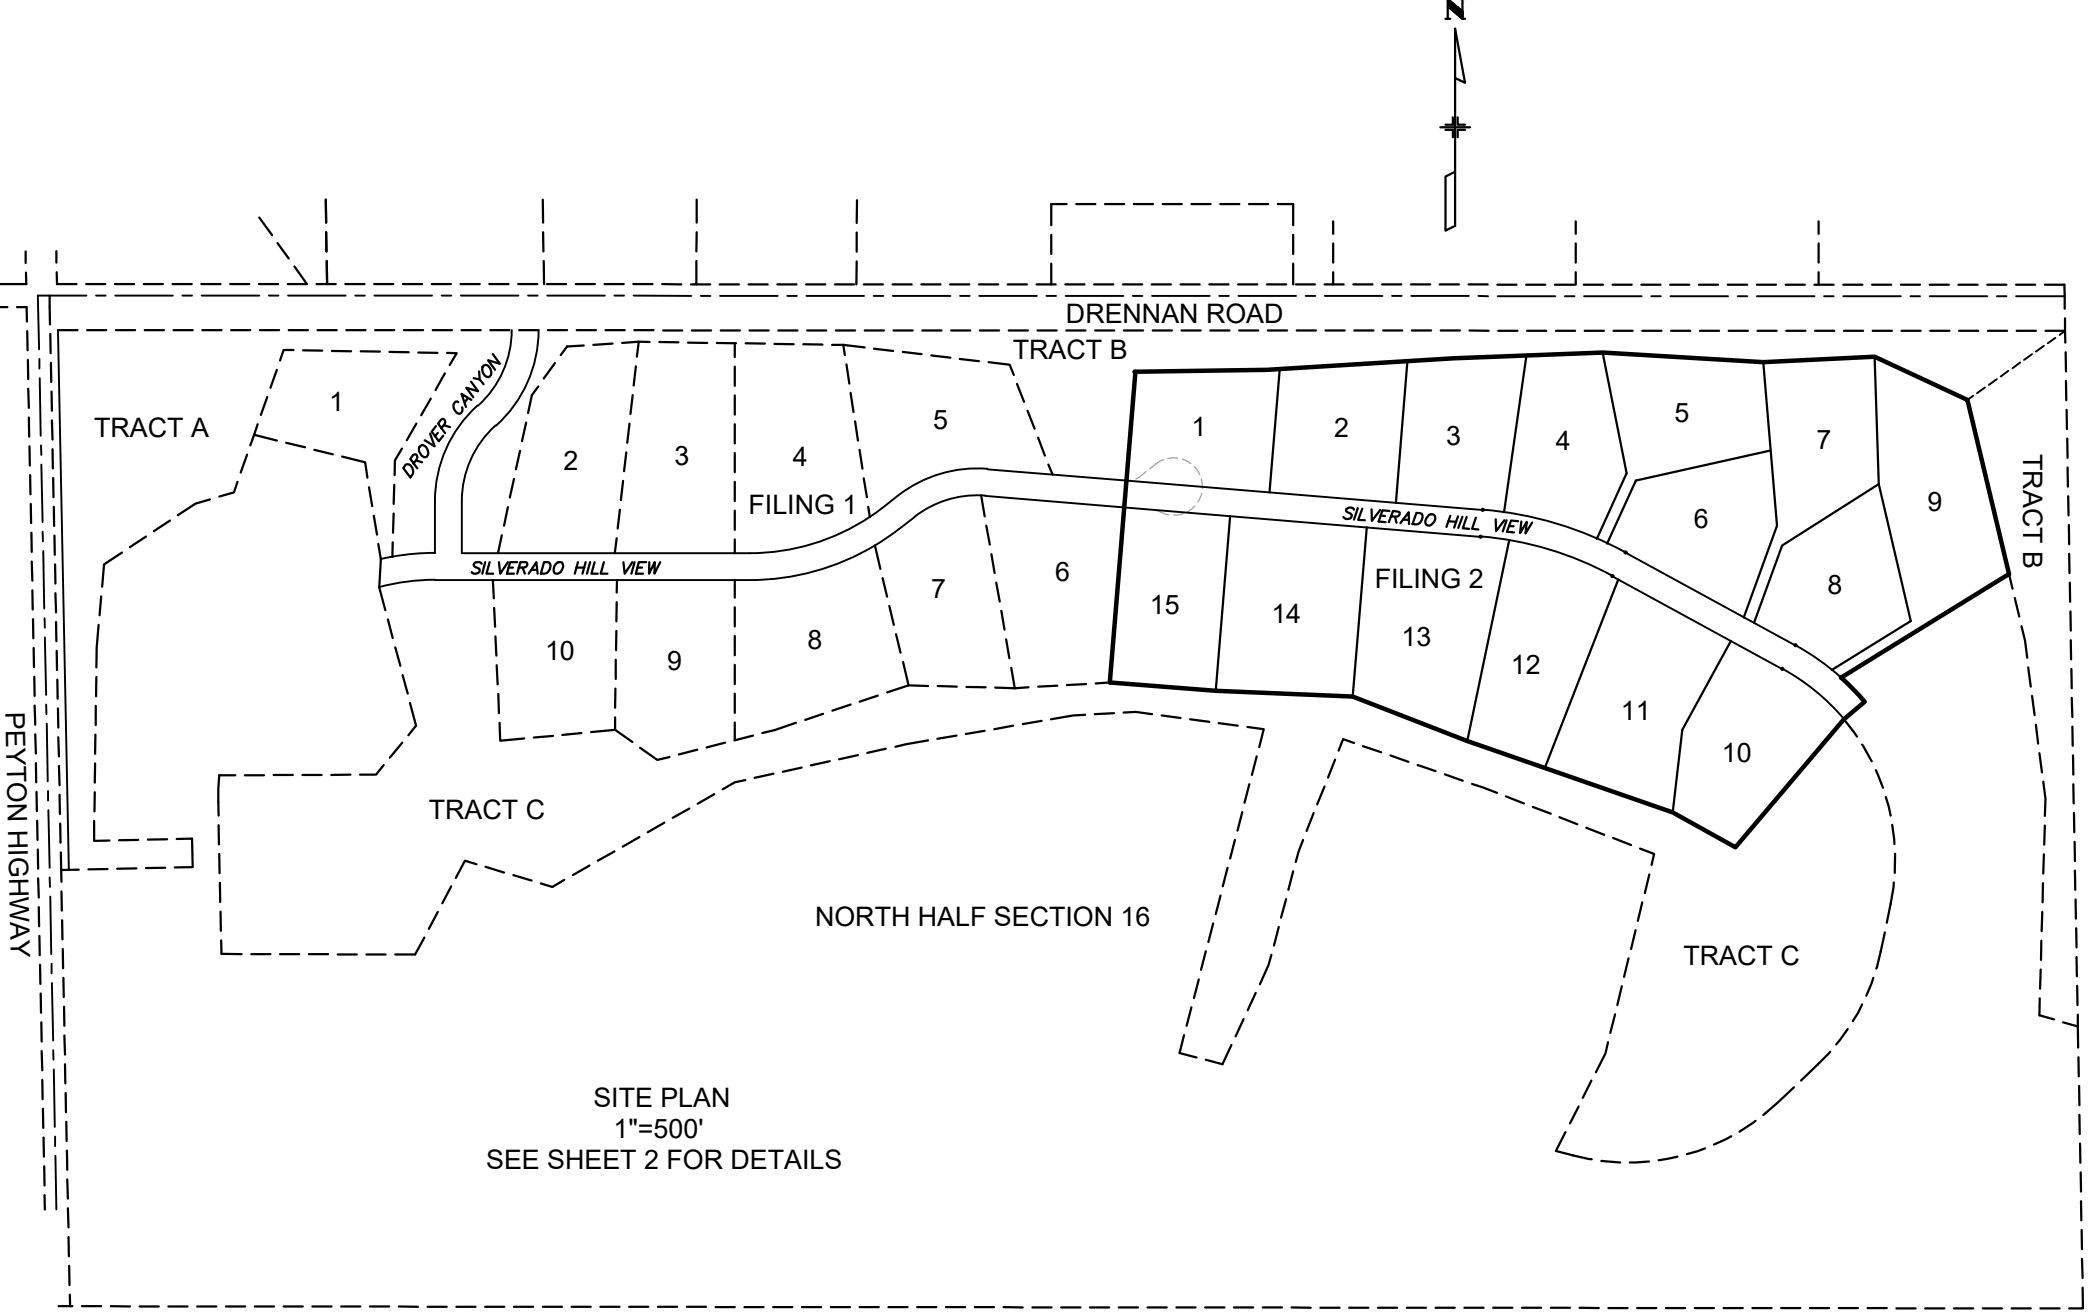 N
DRENNAN ROAD
TRACT B
TRACT A
1
DROVER CANYON
2
3
4
5
FILING 1
SILVERADO HILL VIEW
10
9
8
7
6
1
2
3
4
5
6
7
8
9
TRACT B
SILVERADO HILL VIEW
FILING 2
15
14
13
12
11
10
PEYTON HIGHWAY
TRACT C
NORTH HALF SECTION 16
TRACT C
SITE PLAN
1"=500'
SEE SHEET 2 FOR DETAILS